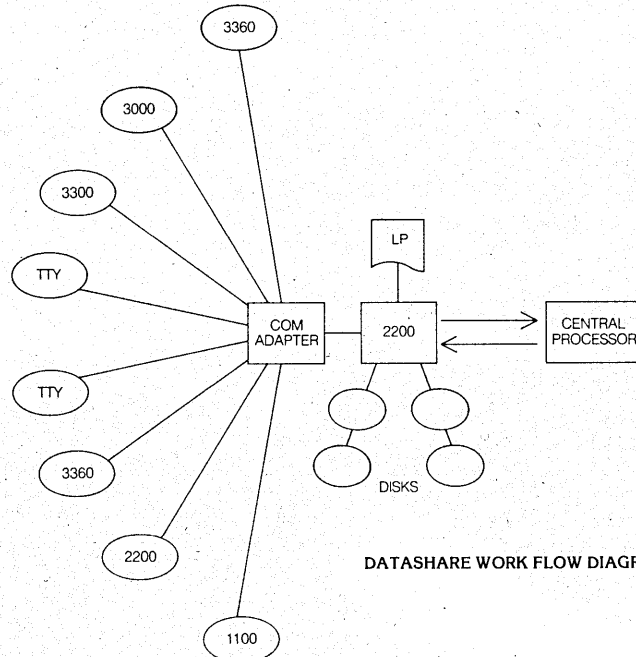 3360
3000
3300
LP
TTY
COM
ADAPTER
2200
CENTRAL
PROCESSOR
TTY
3360
DISKS
2200
DATASHARE WORK FLOW DIAGR
1100